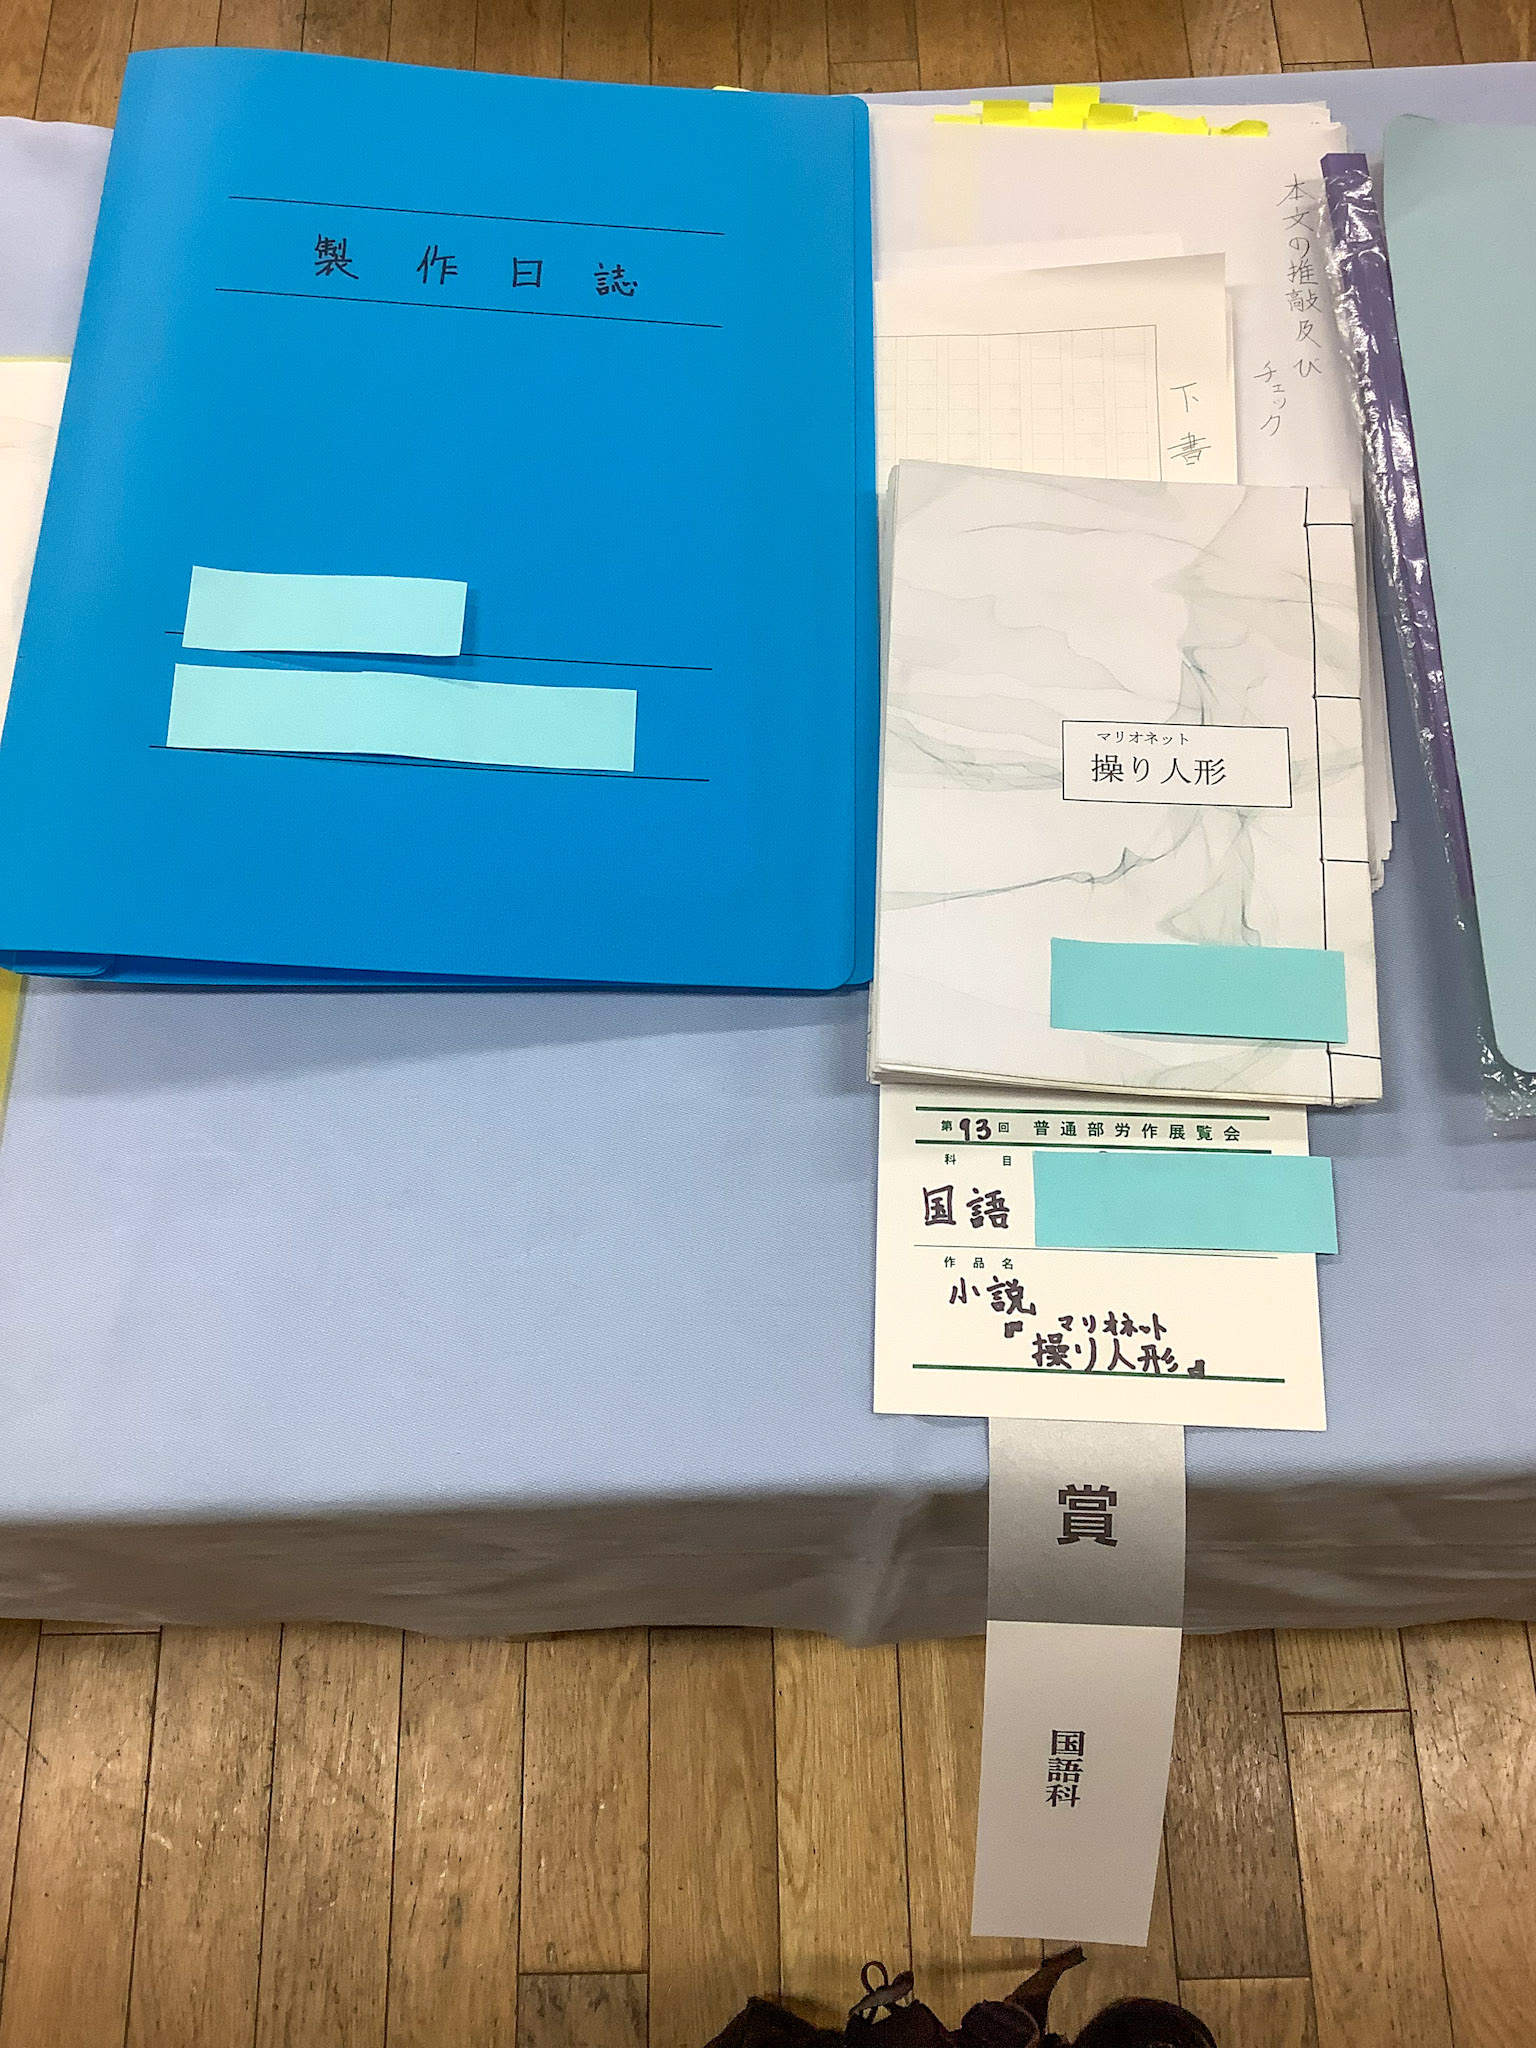 製作日誌
本文の推敲及び
チェック
下書
マリオネット
操り人形
第93回 普通部労作展覧会
科目
国語
作品名
小説
マリオネット
『操り人形』
賞
国語科